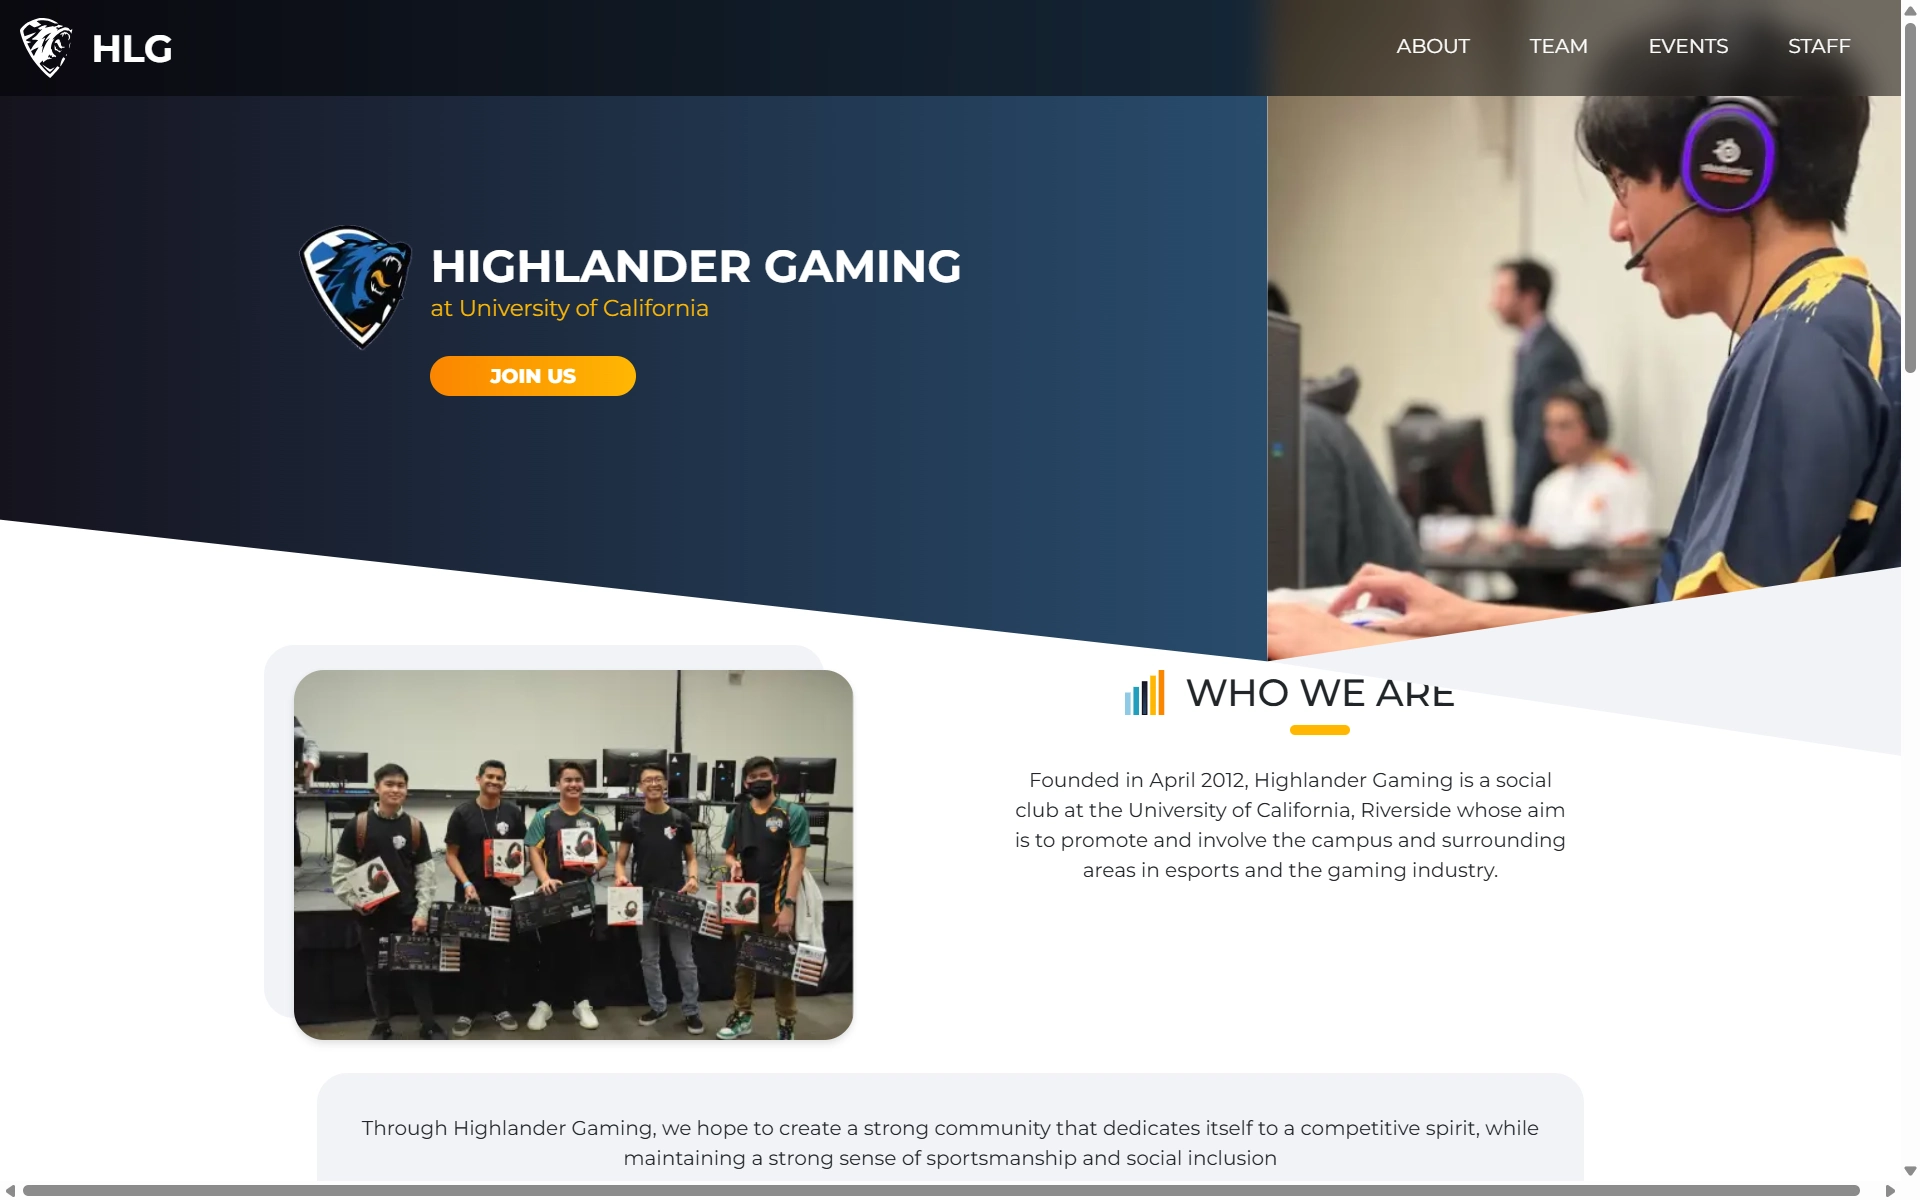 HLG
ABOUT
TEAM
EVENTS
STAFF
HIGHLANDER GAMING
at University of California
JOIN US
WHO WE ARE
Founded in April 2012, Highlander Gaming is a social
club at the University of California, Riverside whose aim
is to promote and involve the campus and surrounding
areas in esports and the gaming industry.
Through Highlander Gaming, we hope to create a strong community that dedicates itself to a competitive spirit, while
maintaining a strong sense of sportsmanship and social inclusion